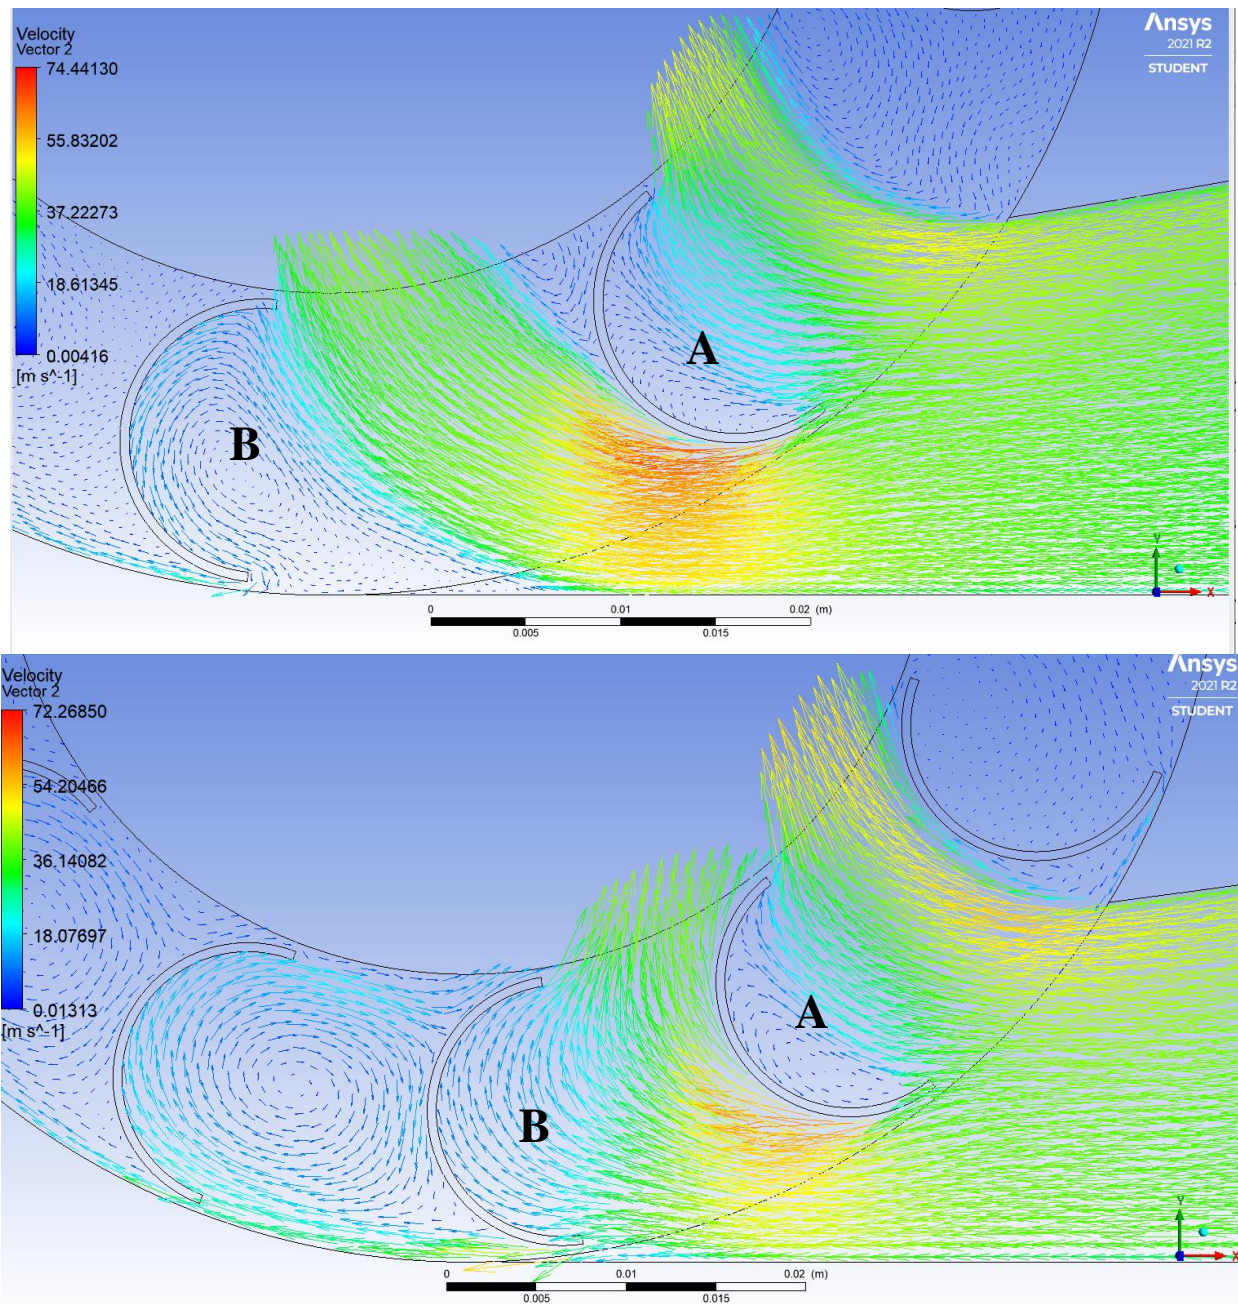 Velocity
Vector 2
74.44130
55.83202
37.22273
18.61345
0.00416
[m s^-1]
Ansys
2021 R2
STUDENT
A
B
Y
X
0 0.01 0.02 (m)
0.005 0.015
Velocity
Vector 2
72.26850
54.20466
36.14082
18.07697
0.01313
[m s^-1]
Ansys
2021 R2
STUDENT
A
B
Y
X
0 0.01 0.02 (m)
0.005 0.015